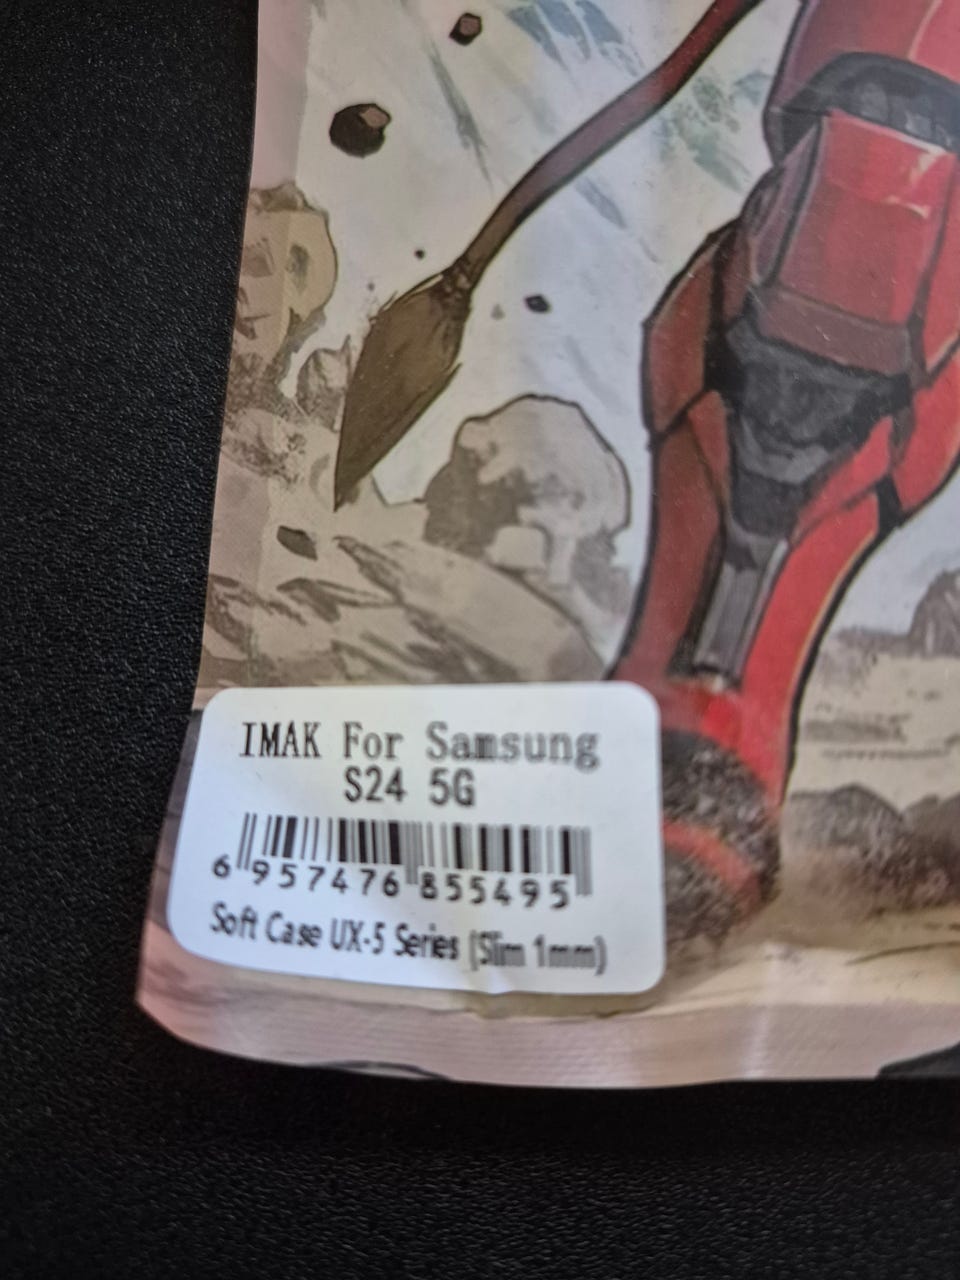 IMAK For Samsung
S24 5G
6 957476 855495
Soft Case UX-5 Series (Slim 1mm)